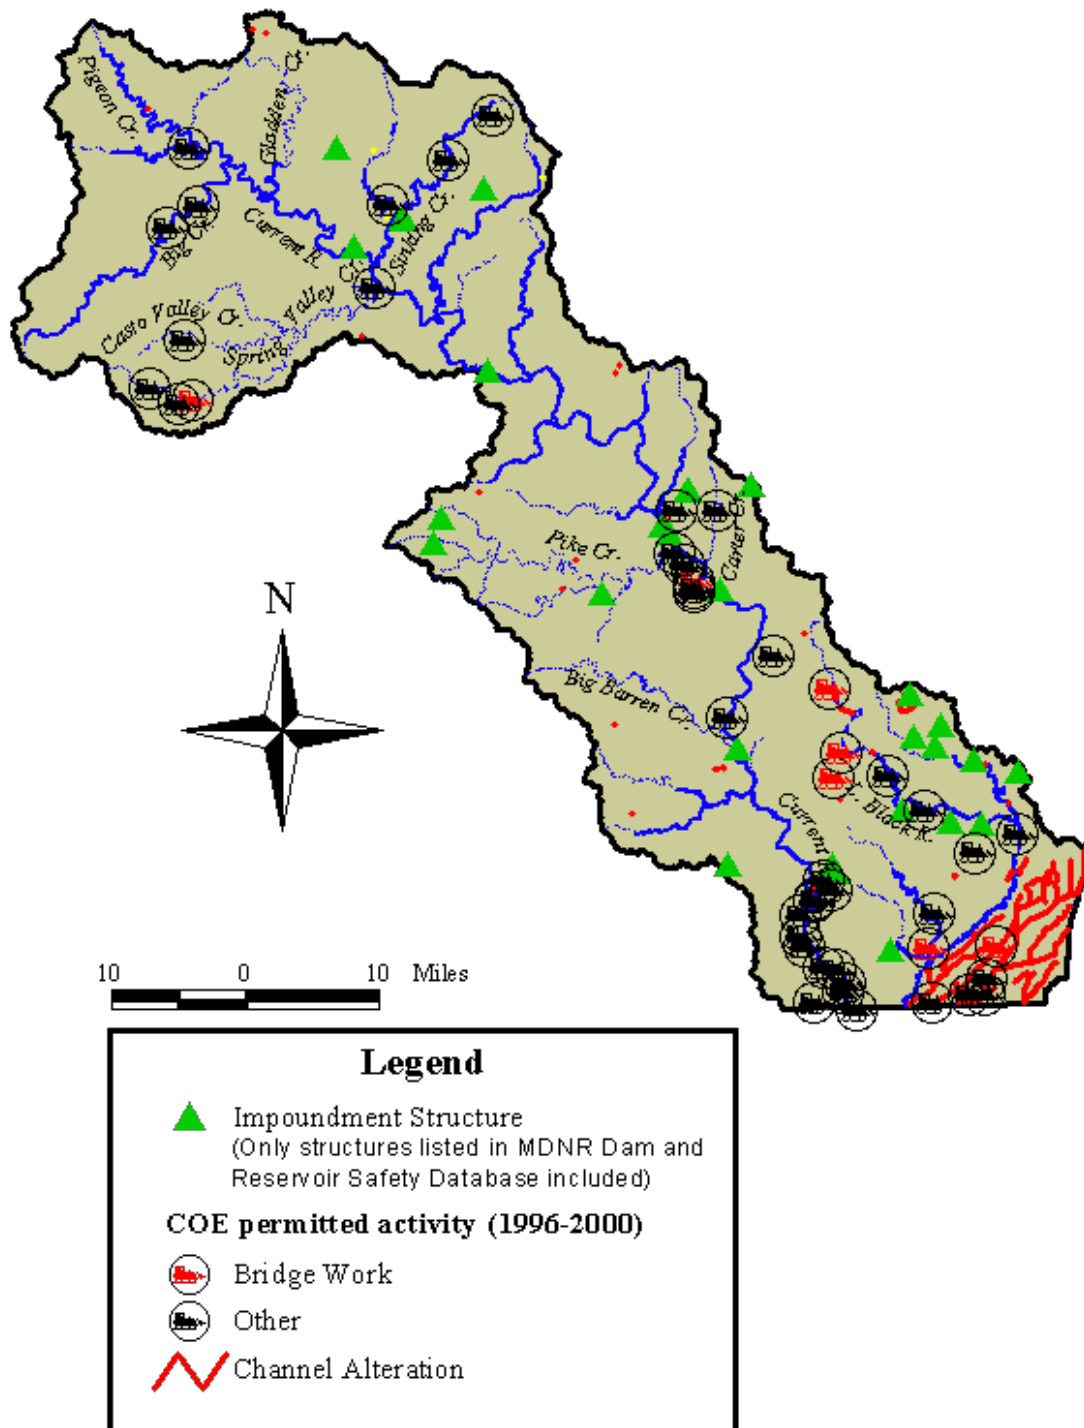 Pigeon Cr.
Gladden Cr.
Sinking Cr.
Big Cr.
Current R.
Casto Valley Cr.
Spring Valley Cr.
Pike Cr.
Carter Cr.
N
Big Barren Cr.
Current
Black R.
10 0 10 Miles
Legend
Impoundment Structure
(Only structures listed in MDNR Dam and
Reservoir Safety Database included)
COE permitted activity (1996-2000)
Bridge Work
Other
Channel Alteration